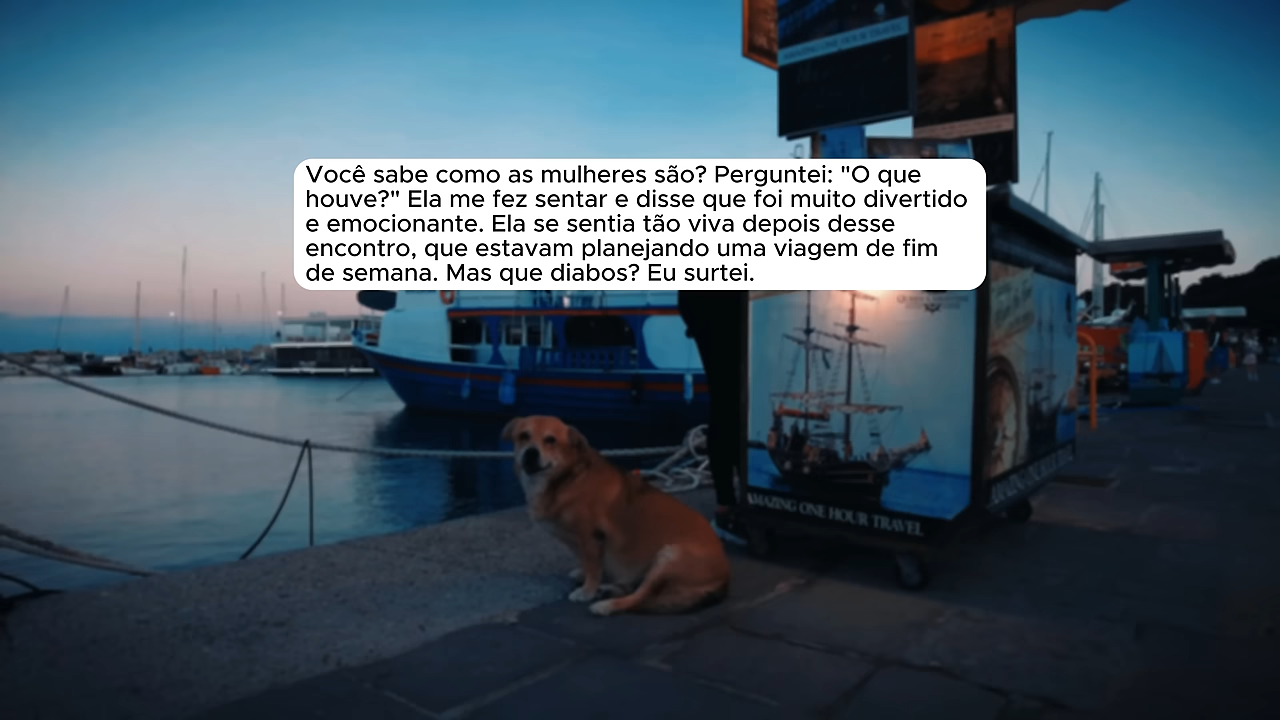 Você sabe como as mulheres são? Perguntei: "O que
houve?" Ela me fez sentar e disse que foi muito divertido
e emocionante. Ela se sentia tão viva depois desse
encontro, que estavam planejando uma viagem de fim
de semana. Mas que diabos? Eu surtei.
AMAZING ONE HOUR TRAVEL